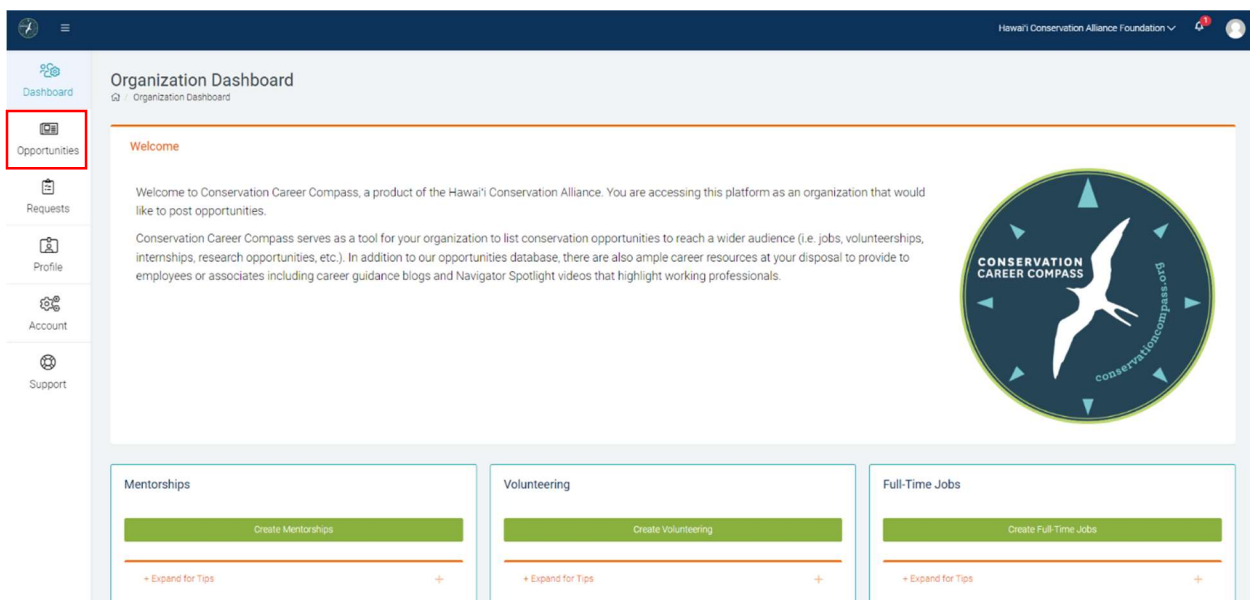 Hawai'i Conservation Alliance Foundation
1
Dashboard
Opportunities
Requests
Profile
Account
Support
Organization Dashboard
/ Organization Dashboard
Welcome
Welcome to Conservation Career Compass, a product of the Hawai'i Conservation Alliance. You are accessing this platform as an organization that would
like to post opportunities.
Conservation Career Compass serves as a tool for your organization to list conservation opportunities to reach a wider audience (i.e. jobs, volunteerships,
internships, research opportunities, etc.). In addition to our opportunities database, there are also ample career resources at your disposal to provide to
employees or associates including career guidance blogs and Navigator Spotlight videos that highlight working professionals.
CONSERVATION
CAREER COMPASS
conservationcompass.org
Mentorships
Create Mentorships
+ Expand for Tips +
Volunteering
Create Volunteering
+ Expand for Tips +
Full-Time Jobs
Create Full-Time Jobs
+ Expand for Tips +